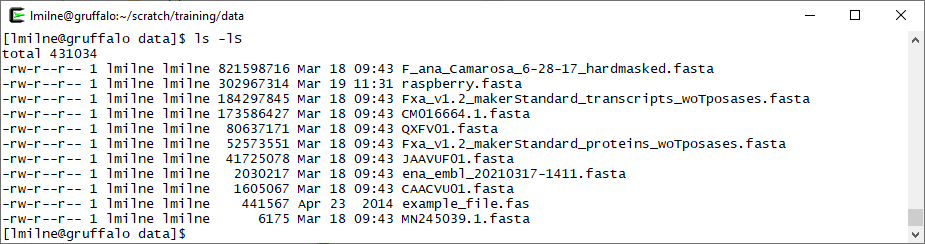 lmilne@gruffalo:~/scratch/training/data
[lmilne@gruffalo data]$ ls -lS
total 431034
-rw-r--r-- 1 lmilne lmilne 821598716 Mar 18 09:43 F_ana_Camarosa_6-28-17_hardmasked.fasta
-rw-r--r-- 1 lmilne lmilne 302967314 Mar 19 11:31 raspberry.fasta
-rw-r--r-- 1 lmilne lmilne 184297845 Mar 18 09:43 Fxa_v1.2_makerStandard_transcripts_woTposases.fasta
-rw-r--r-- 1 lmilne lmilne 173586427 Mar 18 09:43 CM016664.1.fasta
-rw-r--r-- 1 lmilne lmilne  80637171 Mar 18 09:43 QXFV01.fasta
-rw-r--r-- 1 lmilne lmilne  52573551 Mar 18 09:43 Fxa_v1.2_makerStandard_proteins_woTposases.fasta
-rw-r--r-- 1 lmilne lmilne  41725078 Mar 18 09:43 JAAVUF01.fasta
-rw-r--r-- 1 lmilne lmilne   2030217 Mar 18 09:43 ena_embl_20210317-1411.fasta
-rw-r--r-- 1 lmilne lmilne   1605067 Mar 18 09:43 CAACVU01.fasta
-rw-r--r-- 1 lmilne lmilne    441567 Apr 23  2014 example_file.fas
-rw-r--r-- 1 lmilne lmilne      6175 Mar 18 09:43 MN245039.1.fasta
[lmilne@gruffalo data]$